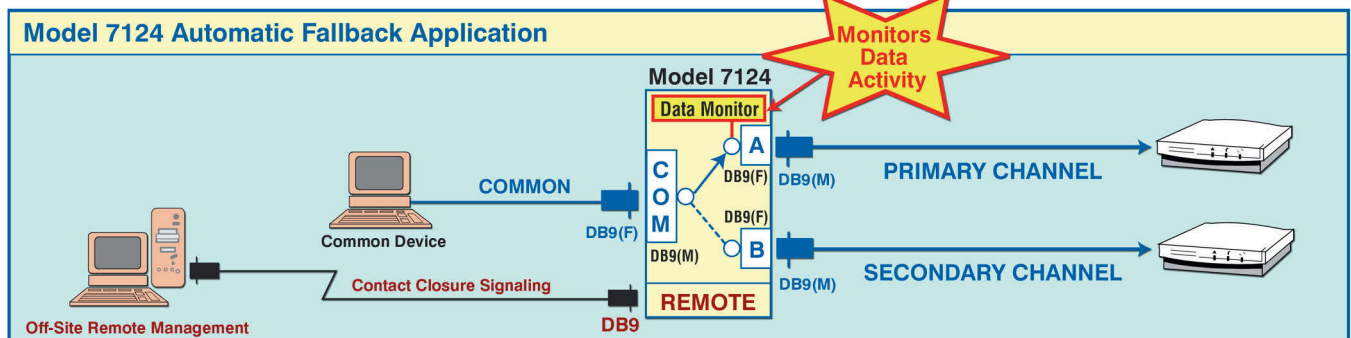 Model 7124 Automatic Fallback Application
Monitors
Data
Activity
Model 7124
Data Monitor
A
DB9(F)
DB9(M)
PRIMARY CHANNEL
COM
DB9(M)
COMMON
DB9(F)
Common Device
DB9(F)
B
DB9(M)
SECONDARY CHANNEL
Contact Closure Signaling
REMOTE
DB9
Off-Site Remote Management